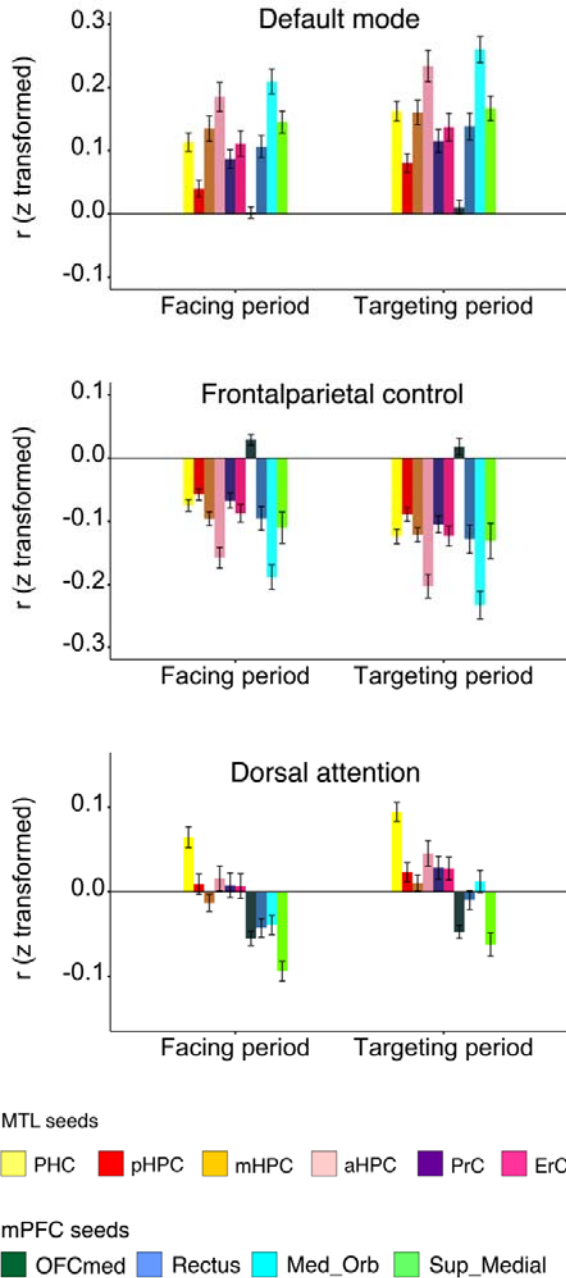 Default mode
r (z transformed)
0.3
0.2
0.1
0.0
-0.1
Facing period Targeting period
Frontalparietal control
r (z transformed)
0.1
0.0
-0.1
-0.2
-0.3
Facing period Targeting period
Dorsal attention
r (z transformed)
0.1
0.0
-0.1
Facing period Targeting period
MTL seeds
PHC pHPC mHPC aHPC PrC ErC
mPFC seeds
OFCmed Rectus Med_Orb Sup_Medial